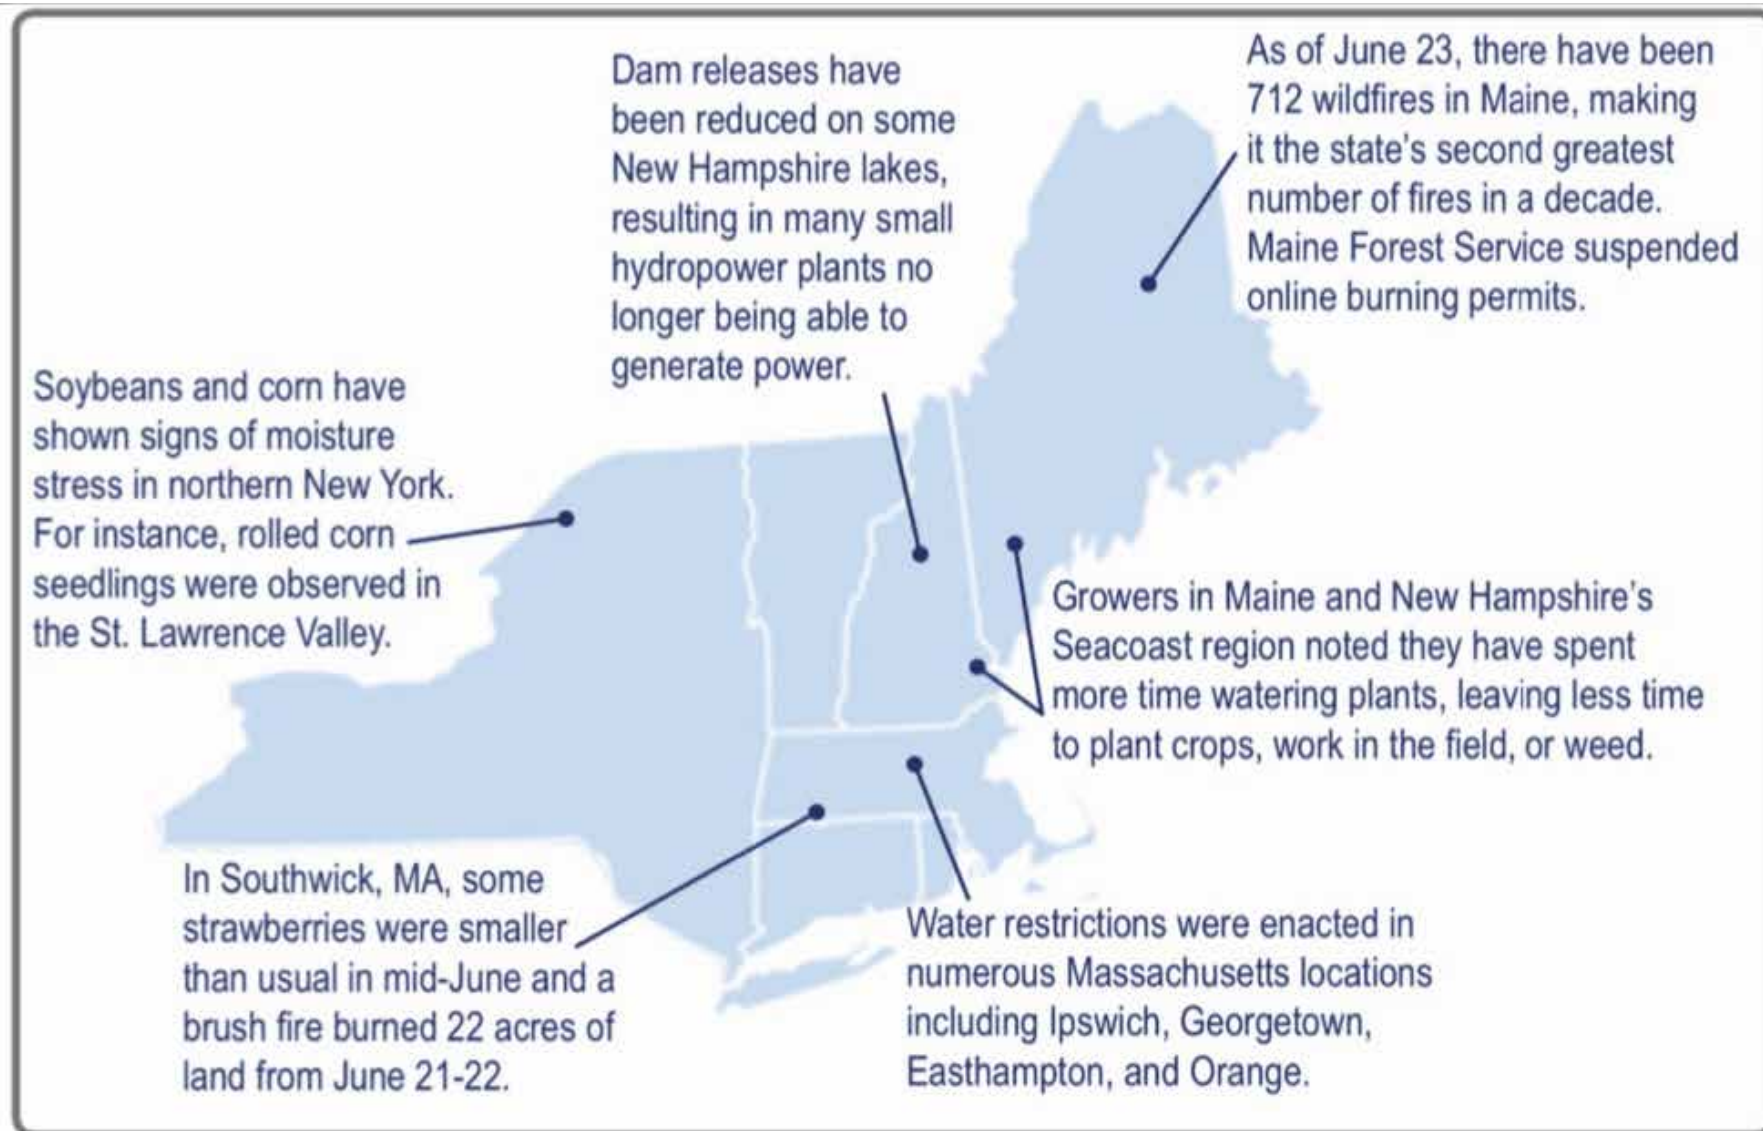 Dam releases have
been reduced on some
New Hampshire lakes,
resulting in many small
hydropower plants no
longer being able to
generate power.
As of June 23, there have been
712 wildfires in Maine, making
it the state's second greatest
number of fires in a decade.
Maine Forest Service suspended
online burning permits.
Soybeans and corn have
shown signs of moisture
stress in northern New York.
For instance, rolled corn
seedlings were observed in
the St. Lawrence Valley.
Growers in Maine and New Hampshire's
Seacoast region noted they have spent
more time watering plants, leaving less time
to plant crops, work in the field, or weed.
In Southwick, MA, some
strawberries were smaller
than usual in mid-June and a
brush fire burned 22 acres of
land from June 21-22.
Water restrictions were enacted in
numerous Massachusetts locations
including Ipswich, Georgetown,
Easthampton, and Orange.